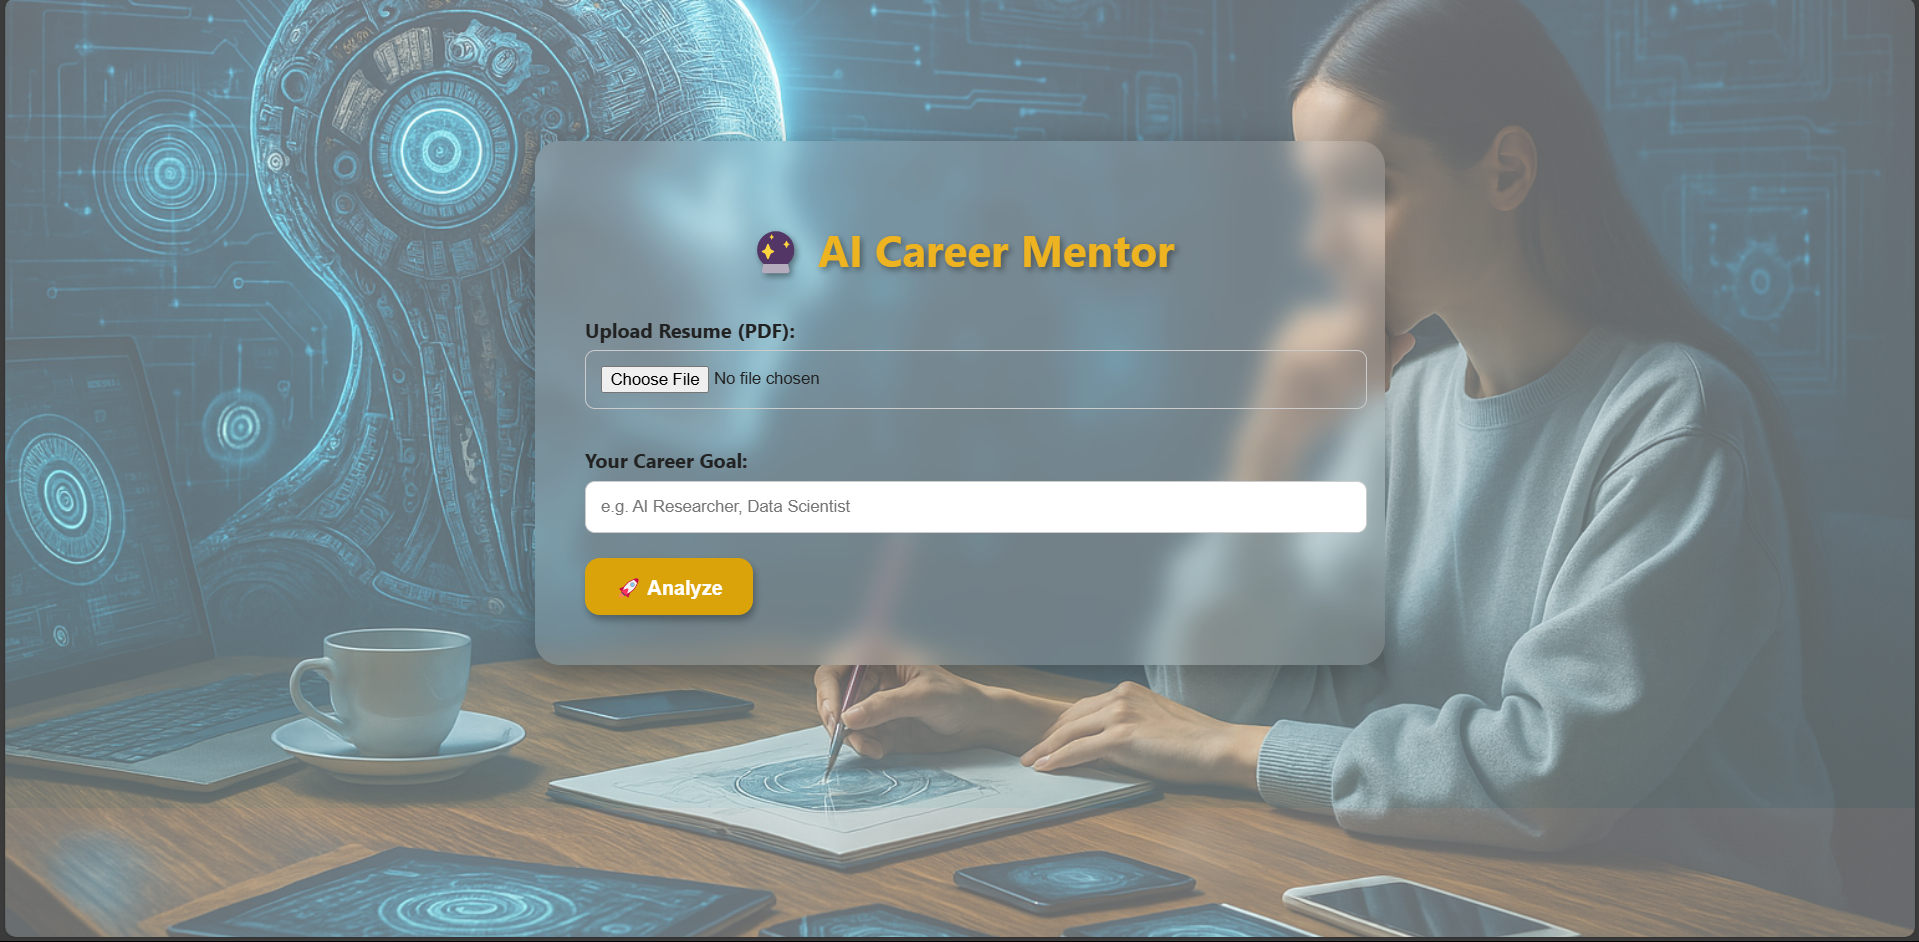 🔮 AI Career Mentor
Upload Resume (PDF):
Choose File No file chosen
Your Career Goal:
e.g. AI Researcher, Data Scientist
🚀 Analyze